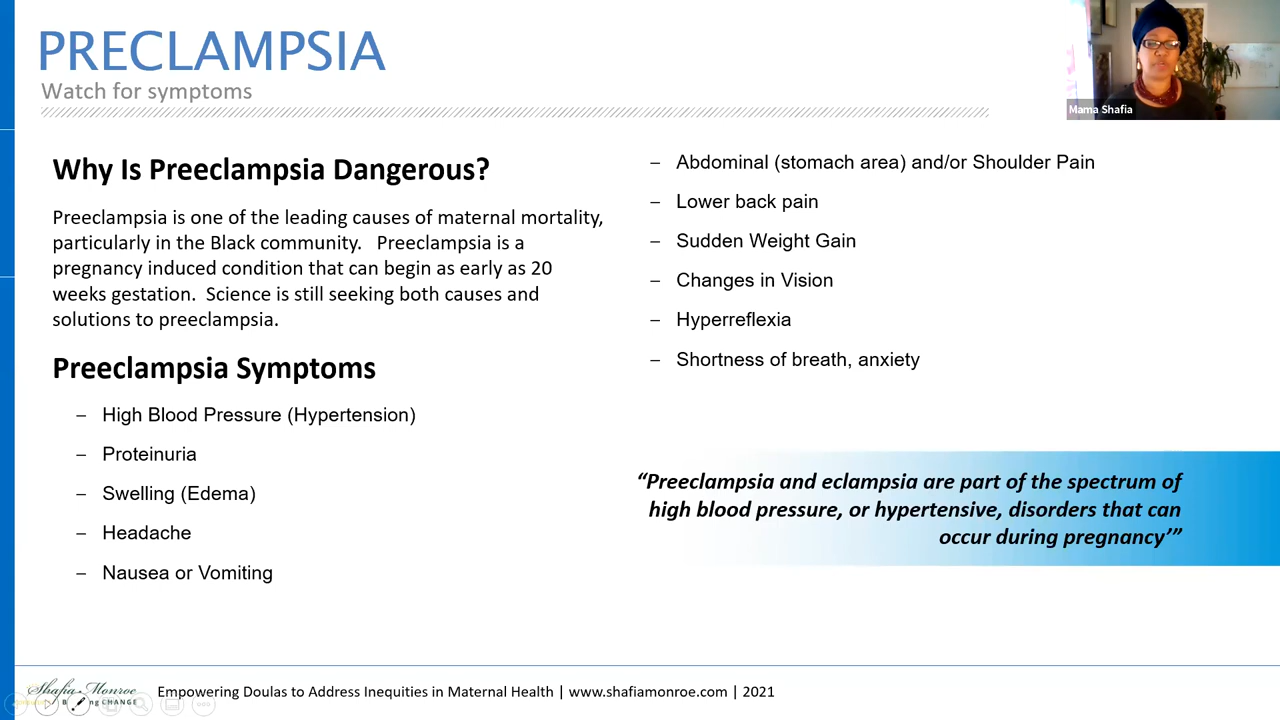 PRECLAMPSIA
Watch for symptoms
Mama Shafia
Why Is Preeclampsia Dangerous?
Preeclampsia is one of the leading causes of maternal mortality,
particularly in the Black community.   Preeclampsia is a
pregnancy induced condition that can begin as early as 20
weeks gestation.  Science is still seeking both causes and
solutions to preeclampsia.
Preeclampsia Symptoms
– High Blood Pressure (Hypertension)
– Proteinuria
– Swelling (Edema)
– Headache
– Nausea or Vomiting
– Abdominal (stomach area) and/or Shoulder Pain
– Lower back pain
– Sudden Weight Gain
– Changes in Vision
– Hyperreflexia
– Shortness of breath, anxiety
“Preeclampsia and eclampsia are part of the spectrum of
high blood pressure, or hypertensive, disorders that can
occur during pregnancy’”
Shafia Monroe
CHANGE
Empowering Doulas to Address Inequities in Maternal Health | www.shafiamonroe.com | 2021